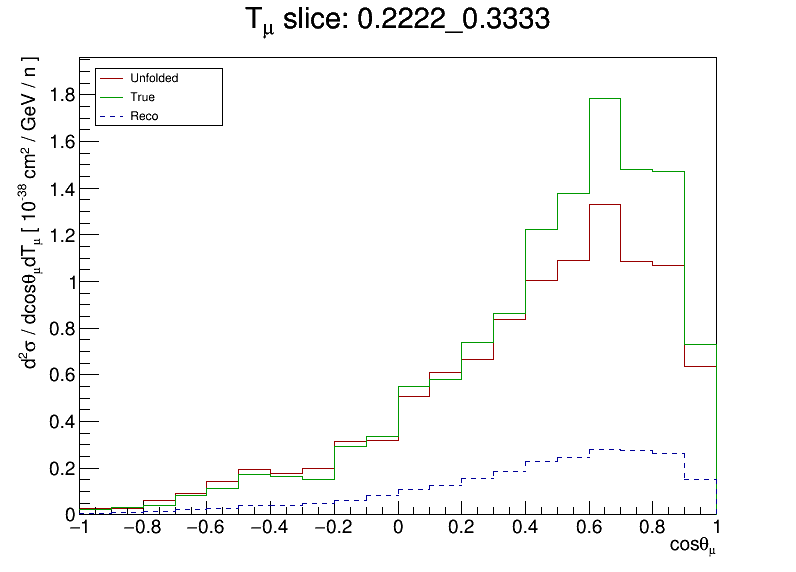 Tμ slice: 0.2222_0.3333
d²σ / dcosθμdTμ [ 10⁻³⁸ cm² / GeV / n ]
Unfolded
True
Reco
1.8
1.6
1.4
1.2
1
0.8
0.6
0.4
0.2
0
−1 −0.8 −0.6 −0.4 −0.2 0 0.2 0.4 0.6 0.8 1
cosθμ